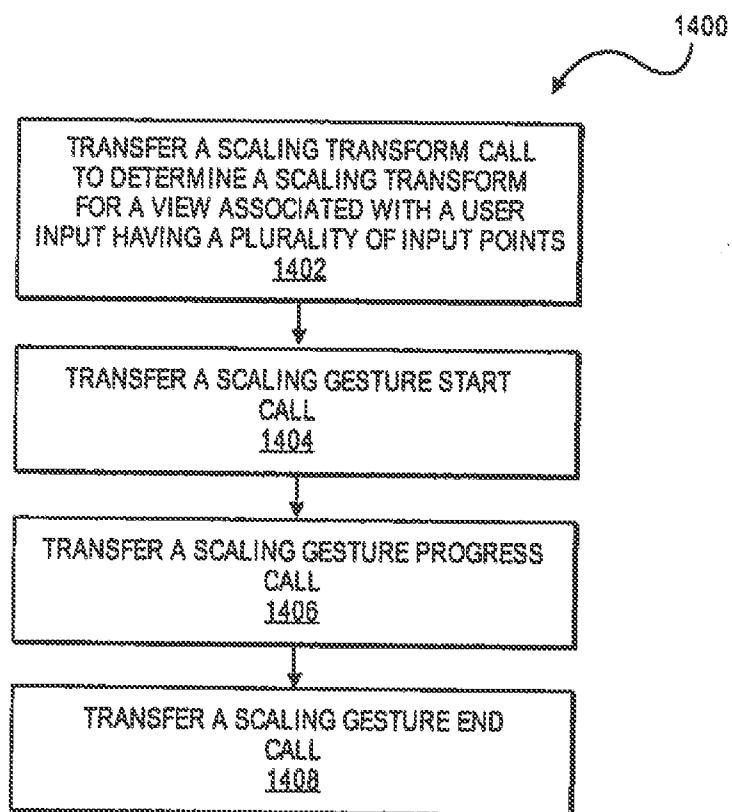 1400
TRANSFER A SCALING TRANSFORM CALL
TO DETERMINE A SCALING TRANSFORM
FOR A VIEW ASSOCIATED WITH A USER
INPUT HAVING A PLURALITY OF INPUT POINTS
1402
TRANSFER A SCALING GESTURE START
CALL
1404
TRANSFER A SCALING GESTURE PROGRESS
CALL
1406
TRANSFER A SCALING GESTURE END
CALL
1408